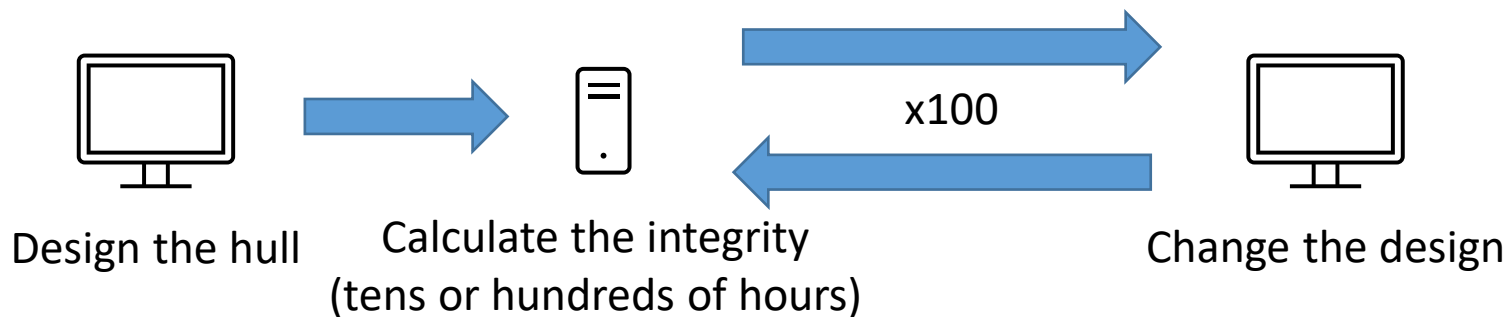 x100
Design the hull
Calculate the integrity
(tens or hundreds of hours)
Change the design